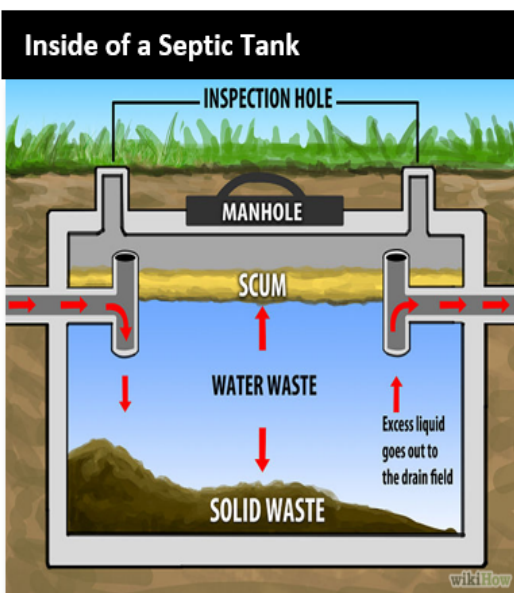 Inside of a Septic Tank
INSPECTION HOLE
MANHOLE
SCUM
WATER WASTE
Excess liquid
goes out to
the drain field
SOLID WASTE
wikiHow